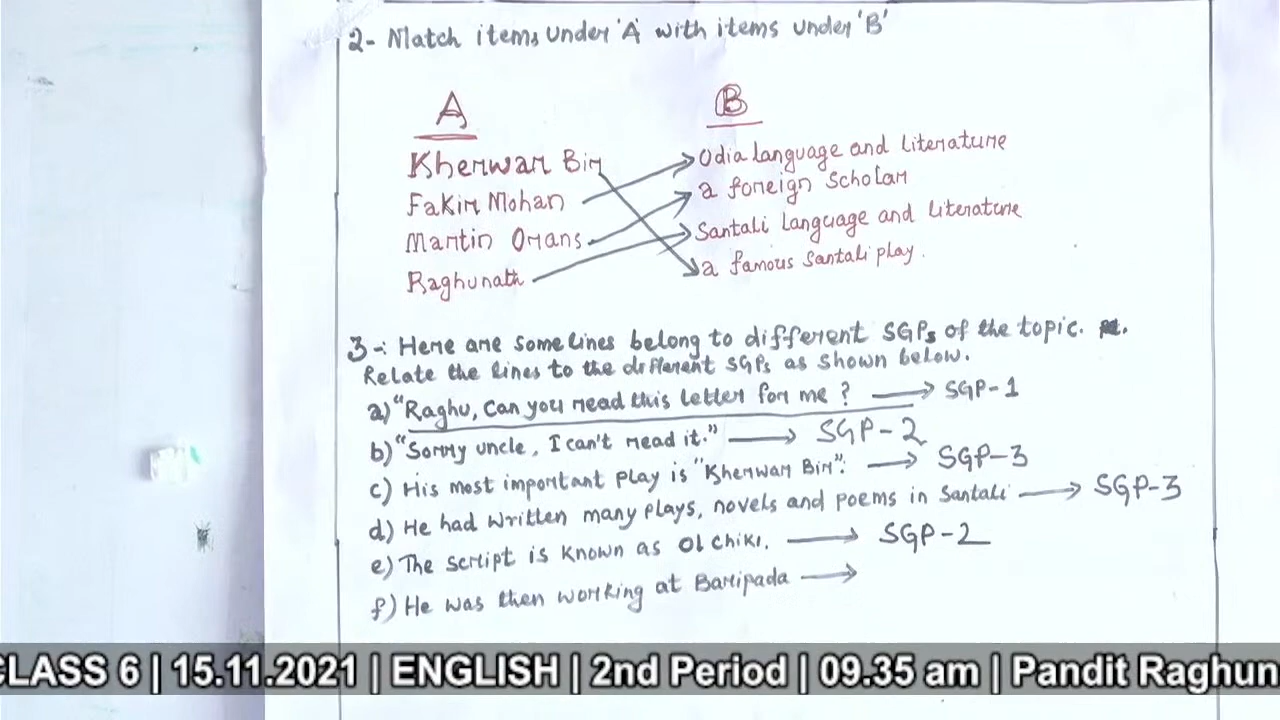 2- Match items under 'A' with items under 'B'
A
B
Kherwar Bir
Fakir Mohan
Martin Orans
Raghunath
Odia language and literature
a foreign Scholar
Santali Language and literature
a famous Santali play.
3-: Here are some lines belong to different SGPs of the topic.
Relate the lines to the different SGPs as shown below.
a) "Raghu, can you read this letter for me ? → SGP-1
b) "Sorry uncle, I can't read it." → SGP-2
c) His most important play is "Kherwar Bir". → SGP-3
d) He had written many plays, novels and poems in Santali → SGP-3
e) The script is known as Ol chiki. → SGP-2
f) He was then working at Baripada →
CLASS 6 | 15.11.2021 | ENGLISH | 2nd Period | 09.35 am | Pandit Raghun